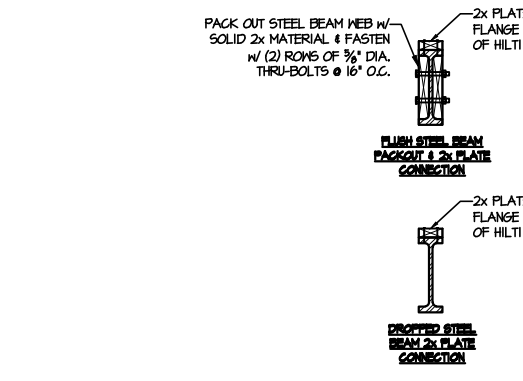 PACK OUT STEEL BEAM WEB W/
SOLID 2x MATERIAL & FASTEN
W/ (2) ROWS OF 5/8" DIA.
THRU-BOLTS @ 16" O.C.
2x PLAT
FLANGE
OF HILTI
FLUSH STEEL BEAM
PACKOUT & 2x PLATE
CONNECTION
2x PLAT
FLANGE
OF HILTI
DROPPED STEEL
BEAM 2x PLATE
CONNECTION